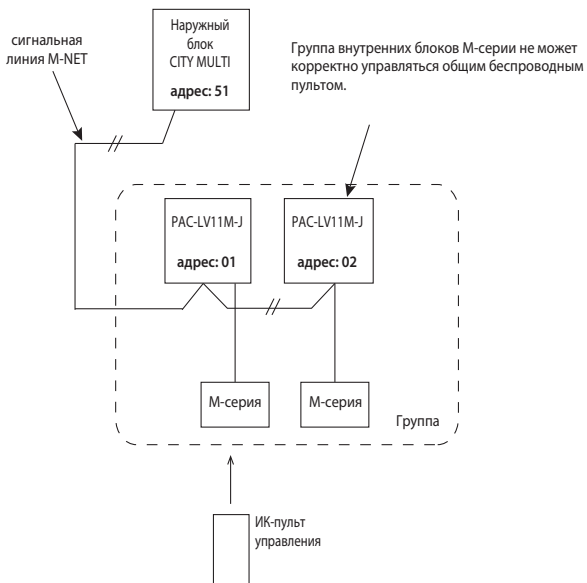 сигнальная
линия M-NET
Наружный
блок
CITY MULTI
адрес: 51
Группа внутренних блоков М-серии не может
корректно управляться общим беспроводным
пультом.
PAC-LV11M-J
адрес: 01
PAC-LV11M-J
адрес: 02
М-серия
М-серия
Группа
ИК-пульт
управления